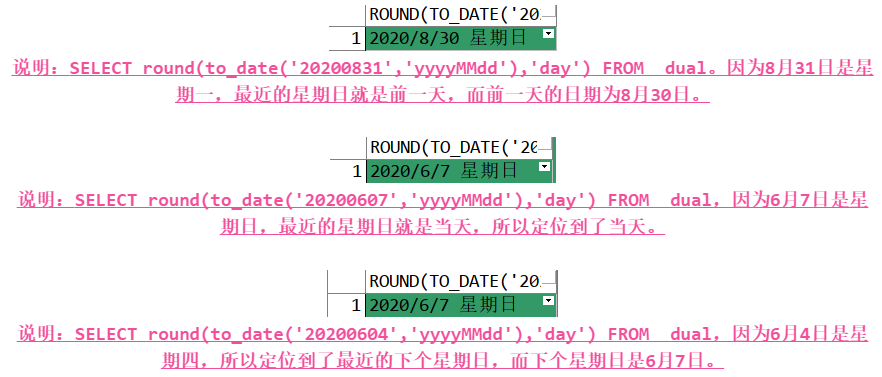 ROUND(TO_DATE('20
1 2020/8/30 星期日
说明：SELECT round(to_date('20200831','yyyyMMdd'),'day') FROM  dual。因为8月31日是星
期一，最近的星期日就是前一天，而前一天的日期为8月30日。
ROUND(TO_DATE('20
1 2020/6/7 星期日
说明：SELECT round(to_date('20200607','yyyyMMdd'),'day') FROM  dual，因为6月7日是星
期日，最近的星期日就是当天，所以定位到了当天。
ROUND(TO_DATE('20
1 2020/6/7 星期日
说明：SELECT round(to_date('20200604','yyyyMMdd'),'day') FROM  dual，因为6月4日是星
期四，所以定位到了最近的下个星期日，而下个星期日是6月7日。